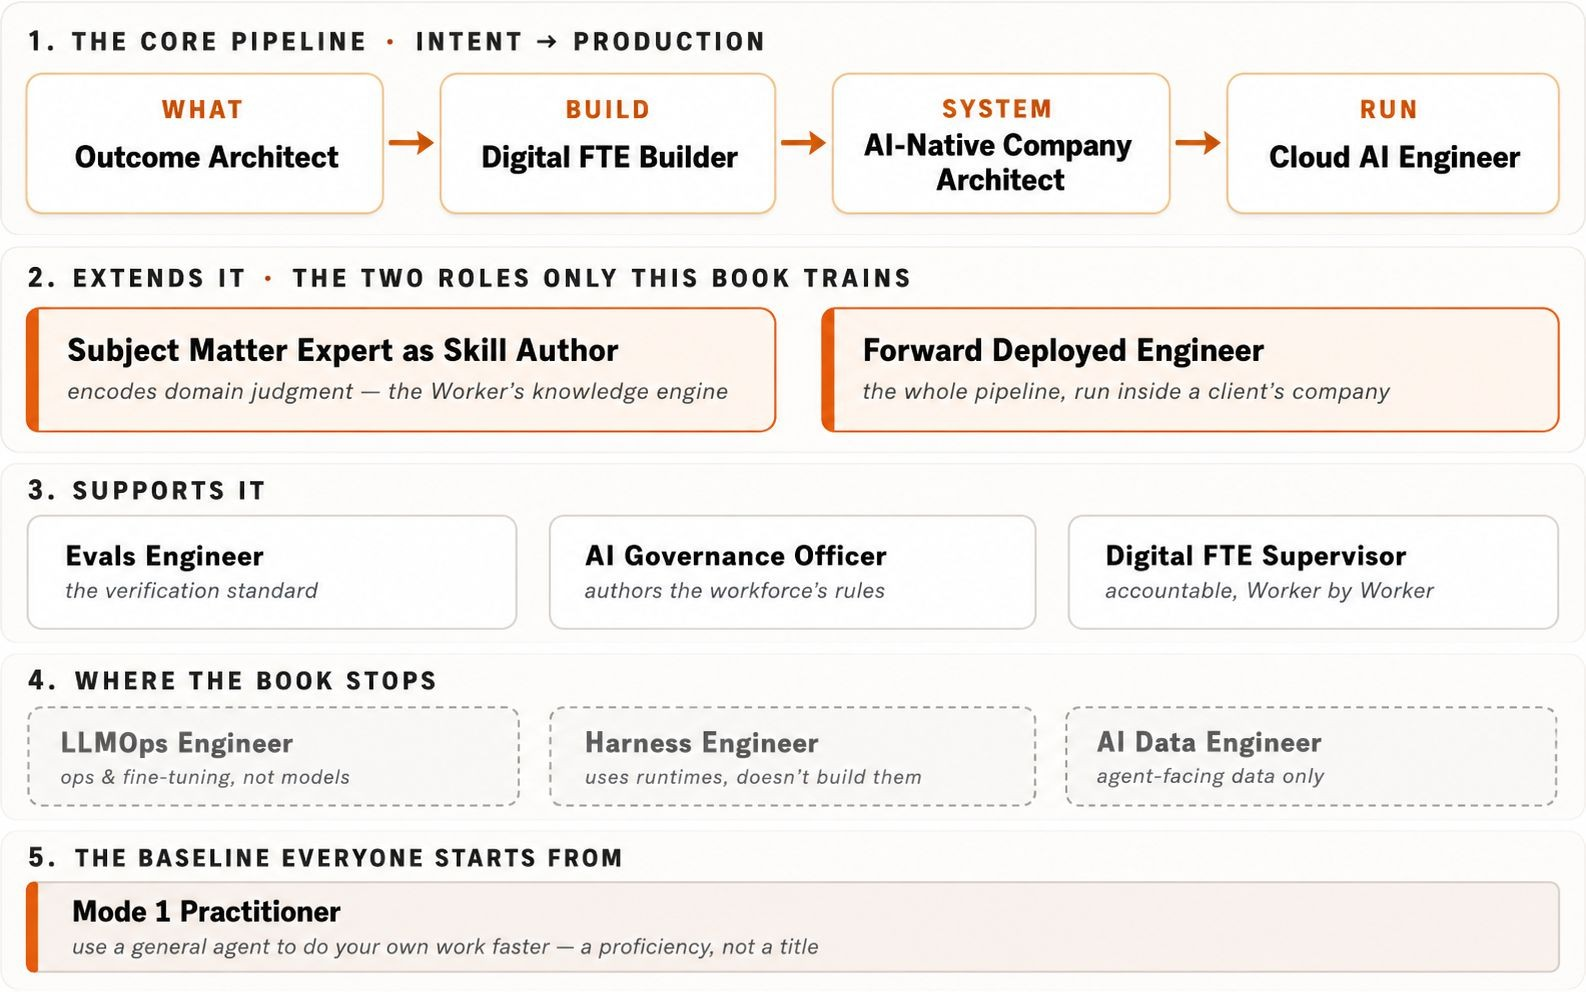 1. THE CORE PIPELINE · INTENT → PRODUCTION
WHAT
Outcome Architect
BUILD
Digital FTE Builder
SYSTEM
AI-Native Company
Architect
RUN
Cloud AI Engineer
2. EXTENDS IT · THE TWO ROLES ONLY THIS BOOK TRAINS
Subject Matter Expert as Skill Author
encodes domain judgment — the Worker’s knowledge engine
Forward Deployed Engineer
the whole pipeline, run inside a client’s company
3. SUPPORTS IT
Evals Engineer
the verification standard
AI Governance Officer
authors the workforce’s rules
Digital FTE Supervisor
accountable, Worker by Worker
4. WHERE THE BOOK STOPS
LLMOps Engineer
ops & fine-tuning, not models
Harness Engineer
uses runtimes, doesn’t build them
AI Data Engineer
agent-facing data only
5. THE BASELINE EVERYONE STARTS FROM
Mode 1 Practitioner
use a general agent to do your own work faster — a proficiency, not a title